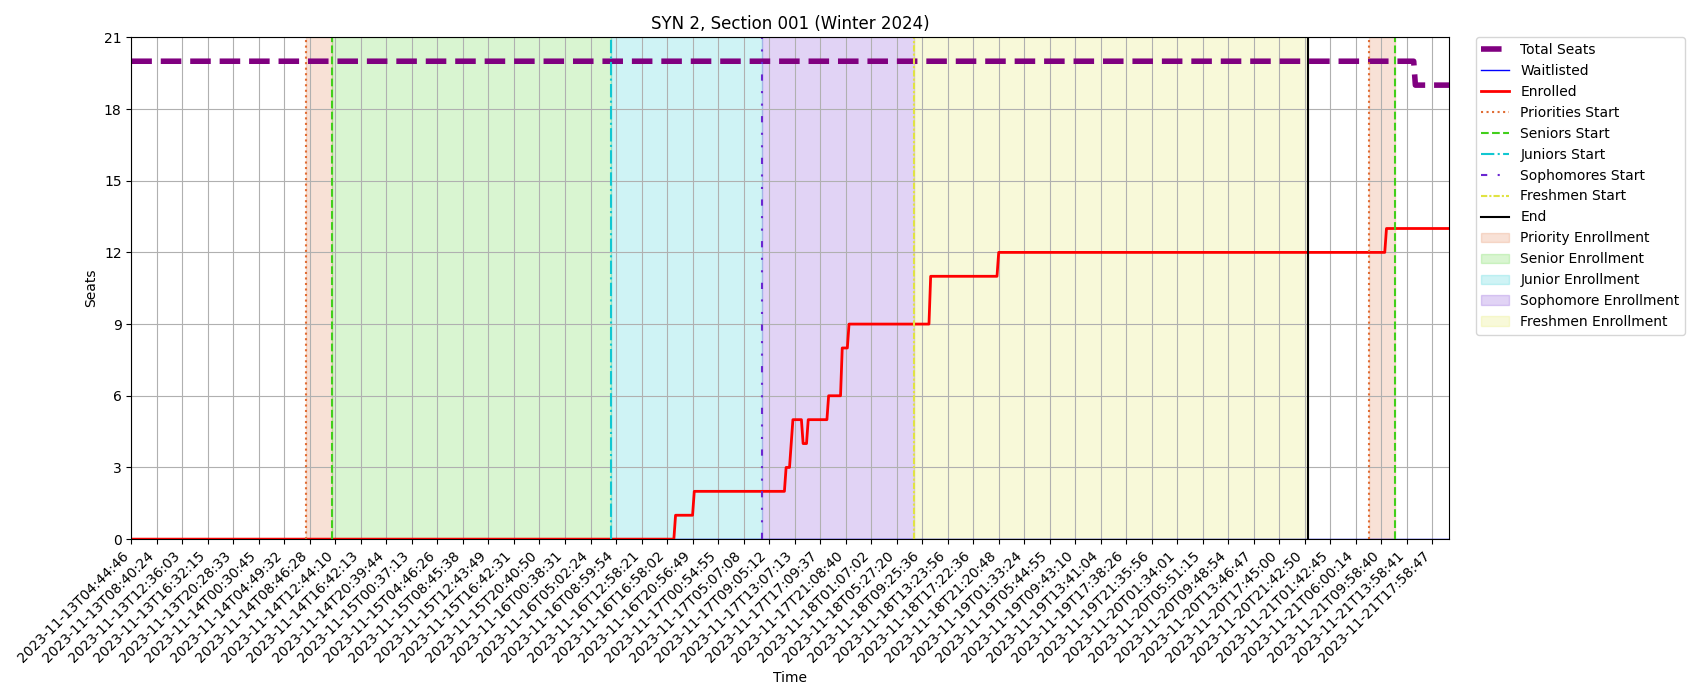 SYN 2, Section 001 (Winter 2024)
21
18
15
12
9
6
3
0
Seats
2023-11-13T04:44:46
2023-11-13T08:40:24
2023-11-13T12:36:03
2023-11-13T16:32:15
2023-11-13T20:28:33
2023-11-14T00:30:45
2023-11-14T04:49:32
2023-11-14T08:46:28
2023-11-14T12:44:10
2023-11-14T16:42:13
2023-11-14T20:39:44
2023-11-15T00:37:13
2023-11-15T04:46:26
2023-11-15T08:45:38
2023-11-15T12:43:49
2023-11-15T16:42:31
2023-11-15T20:40:50
2023-11-16T00:38:31
2023-11-16T05:02:24
2023-11-16T08:59:54
2023-11-16T12:58:21
2023-11-16T16:58:02
2023-11-16T20:56:49
2023-11-17T00:54:55
2023-11-17T05:07:08
2023-11-17T09:05:12
2023-11-17T13:07:13
2023-11-17T17:09:37
2023-11-17T21:08:40
2023-11-18T01:07:02
2023-11-18T05:27:20
2023-11-18T09:25:36
2023-11-18T13:23:56
2023-11-18T17:22:36
2023-11-18T21:20:48
2023-11-19T01:33:24
2023-11-19T05:44:55
2023-11-19T09:43:10
2023-11-19T13:41:04
2023-11-19T17:38:26
2023-11-19T21:35:56
2023-11-20T01:34:01
2023-11-20T05:51:15
2023-11-20T09:48:54
2023-11-20T13:46:47
2023-11-20T17:45:00
2023-11-20T21:42:50
2023-11-21T01:42:45
2023-11-21T06:00:14
2023-11-21T09:58:40
2023-11-21T13:58:41
2023-11-21T17:58:47
Time
Total Seats
Waitlisted
Enrolled
Priorities Start
Seniors Start
Juniors Start
Sophomores Start
Freshmen Start
End
Priority Enrollment
Senior Enrollment
Junior Enrollment
Sophomore Enrollment
Freshmen Enrollment